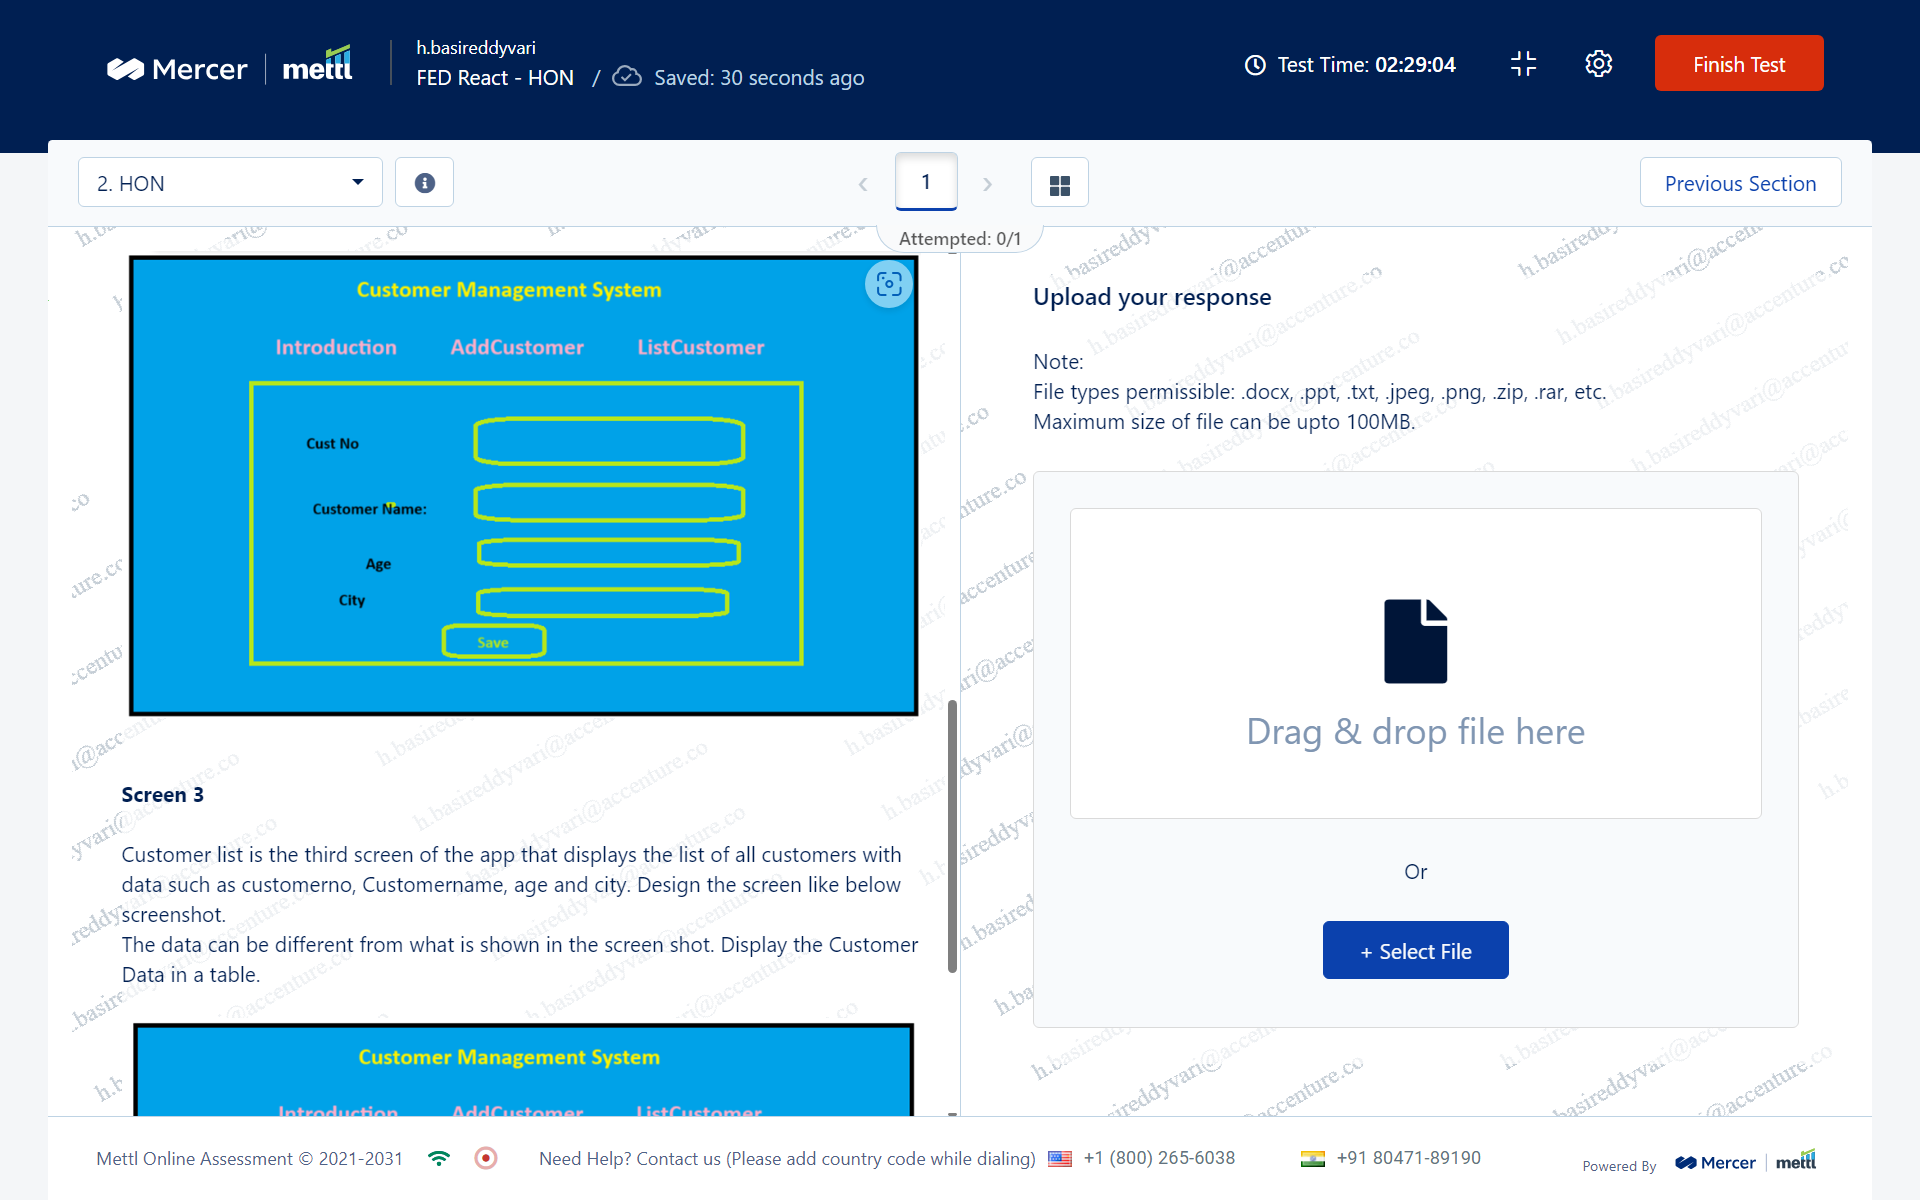 Mercer mettl
h.basireddyvari
FED React - HON / Saved: 30 seconds ago
Test Time: 02:29:04
Finish Test
2. HON
1
Attempted: 0/1
Previous Section
Customer Management System
Introduction AddCustomer ListCustomer
Cust No
Customer Name:
Age
City
Save
Screen 3
Customer list is the third screen of the app that displays the list of all customers with
data such as customerno, Customername, age and city. Design the screen like below
screenshot.
The data can be different from what is shown in the screen shot. Display the Customer
Data in a table.
Customer Management System
Introduction AddCustomer ListCustomer
Upload your response
Note:
File types permissible: .docx, .ppt, .txt, .jpeg, .png, .zip, .rar, etc.
Maximum size of file can be upto 100MB.
Drag & drop file here
Or
+ Select File
h.basireddyvari@accenture.co
Mettl Online Assessment © 2021-2031
Need Help? Contact us (Please add country code while dialing) +1 (800) 265-6038 +91 80471-89190
Powered By Mercer mettl